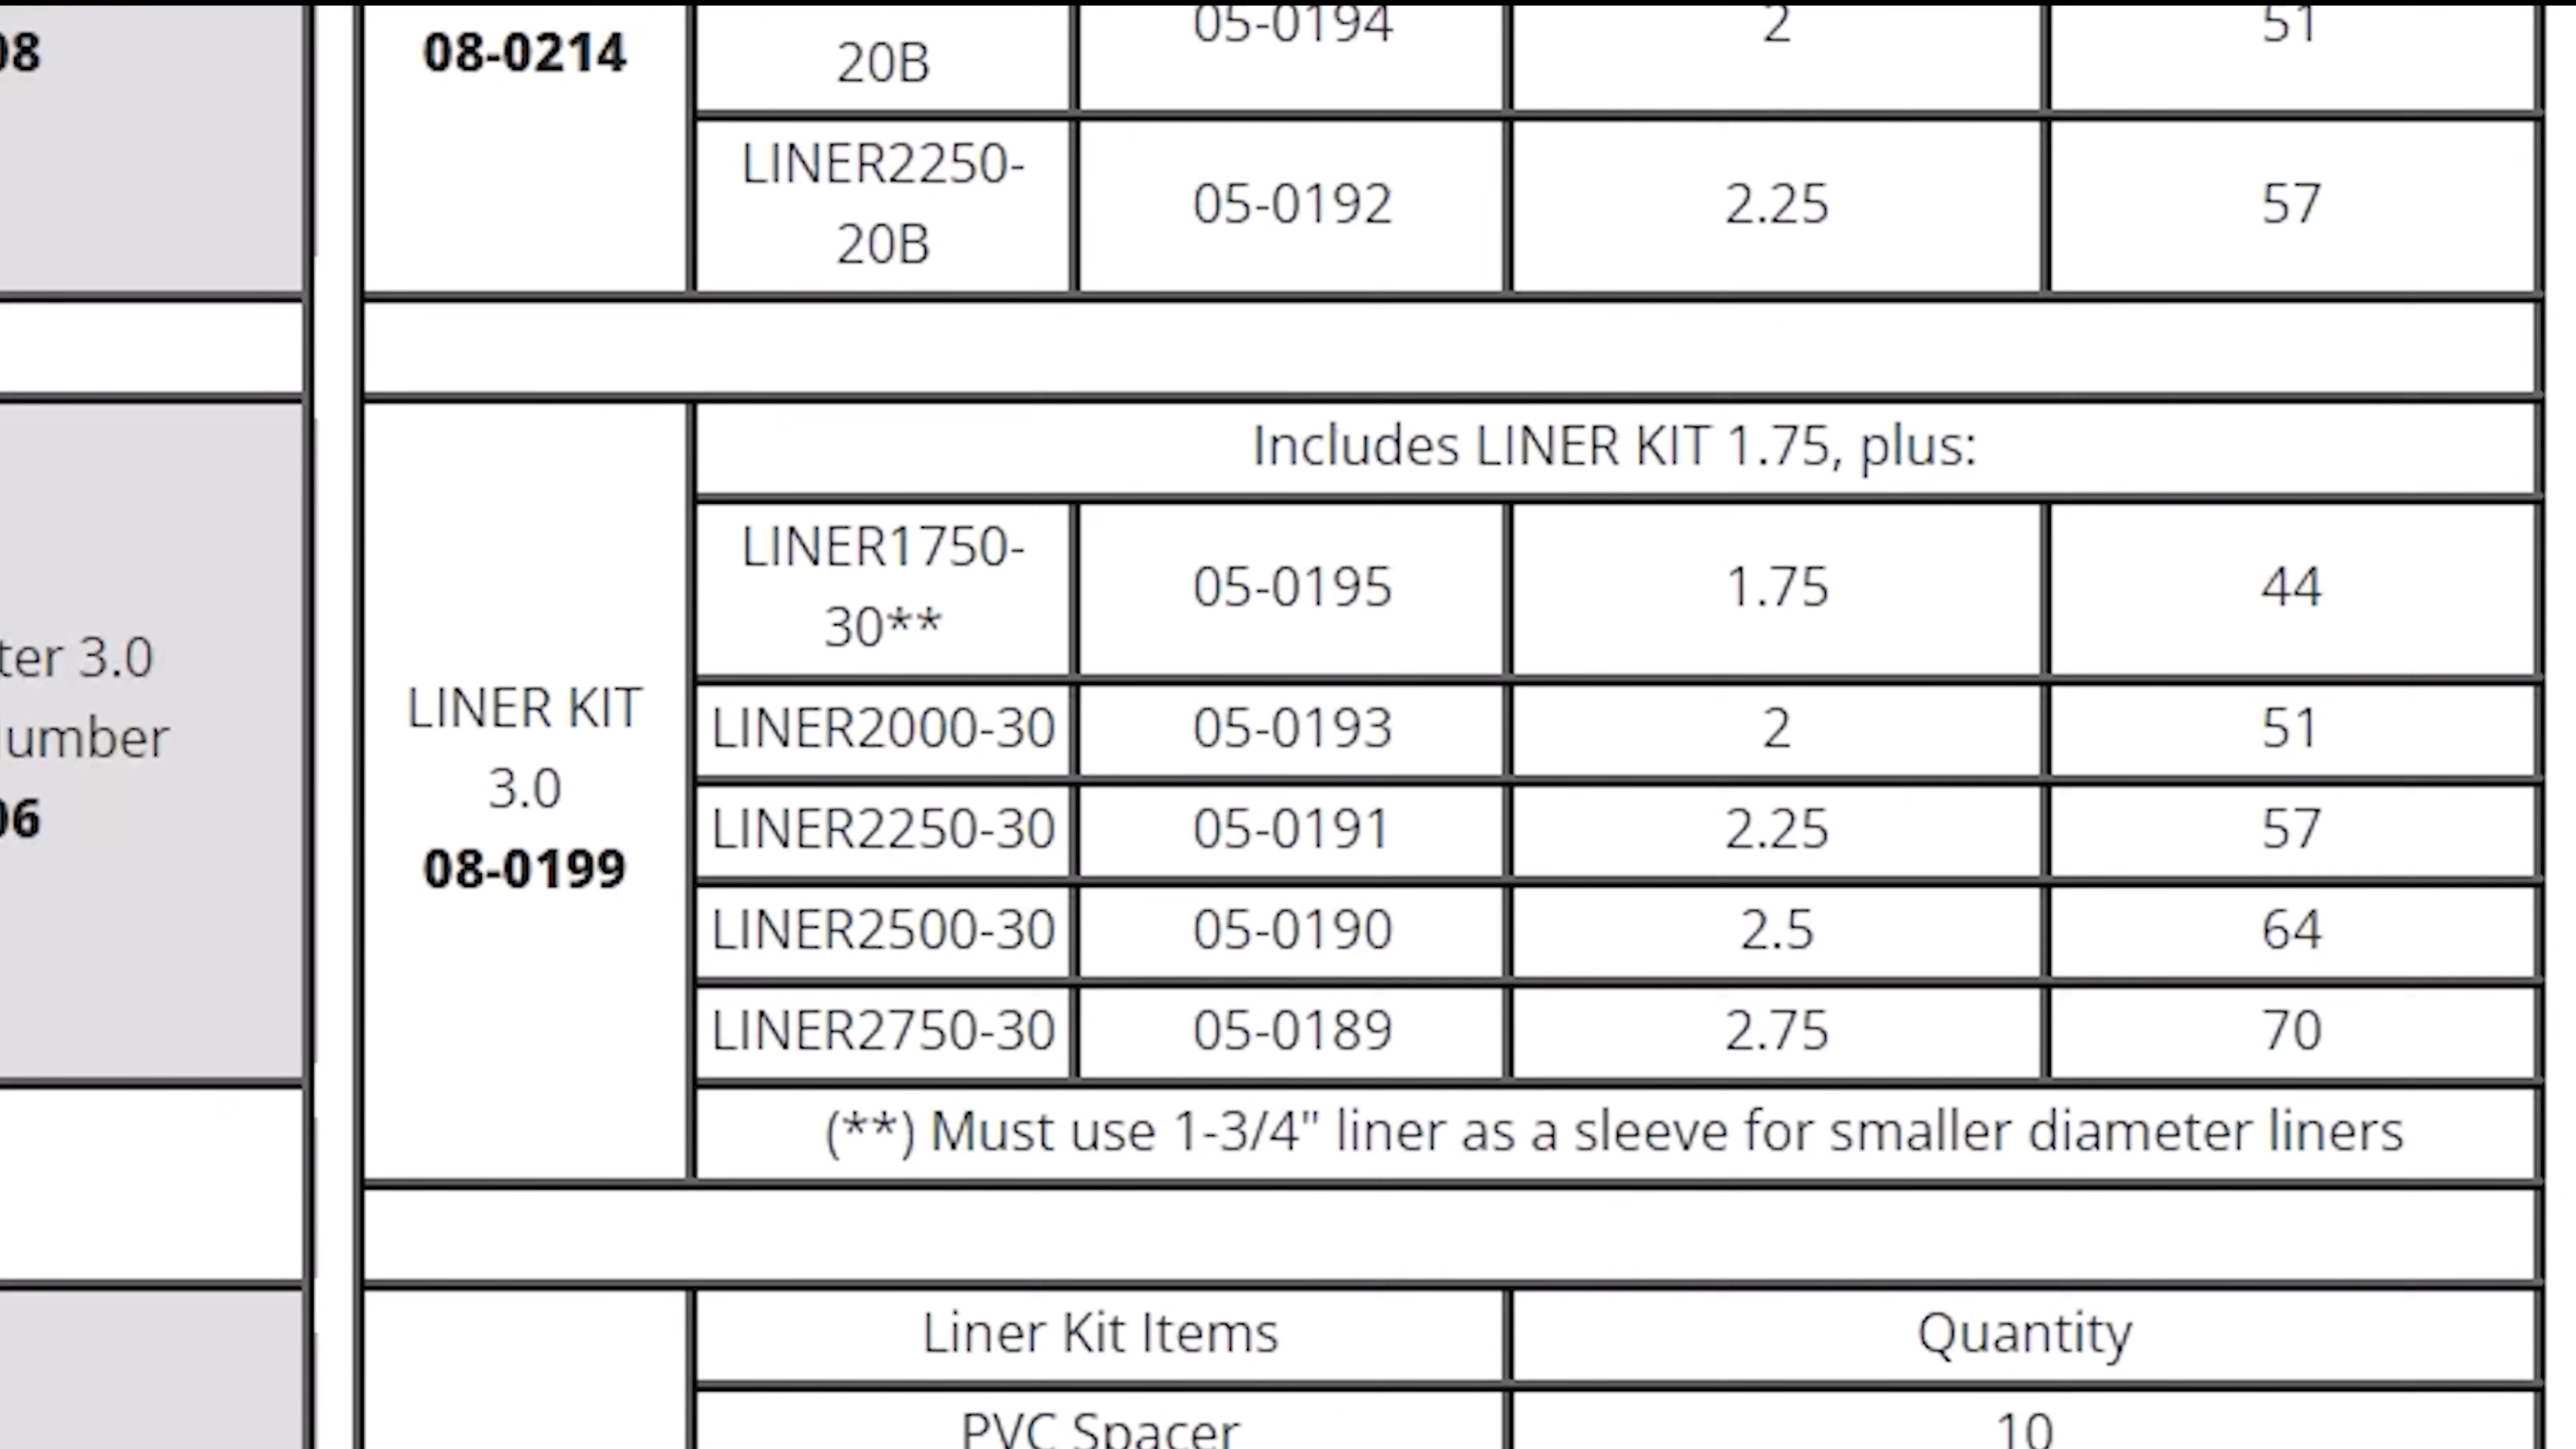 08
08-0214
20B
05-0194
2
51
LINER2250-
20B
05-0192
2.25
57
ter 3.0
umber
06
LINER KIT
3.0
08-0199
Includes LINER KIT 1.75, plus:
LINER1750-
30**
05-0195
1.75
44
LINER2000-30
05-0193
2
51
LINER2250-30
05-0191
2.25
57
LINER2500-30
05-0190
2.5
64
LINER2750-30
05-0189
2.75
70
(**) Must use 1-3/4" liner as a sleeve for smaller diameter liners
Liner Kit Items
Quantity
PVC Spacer
10